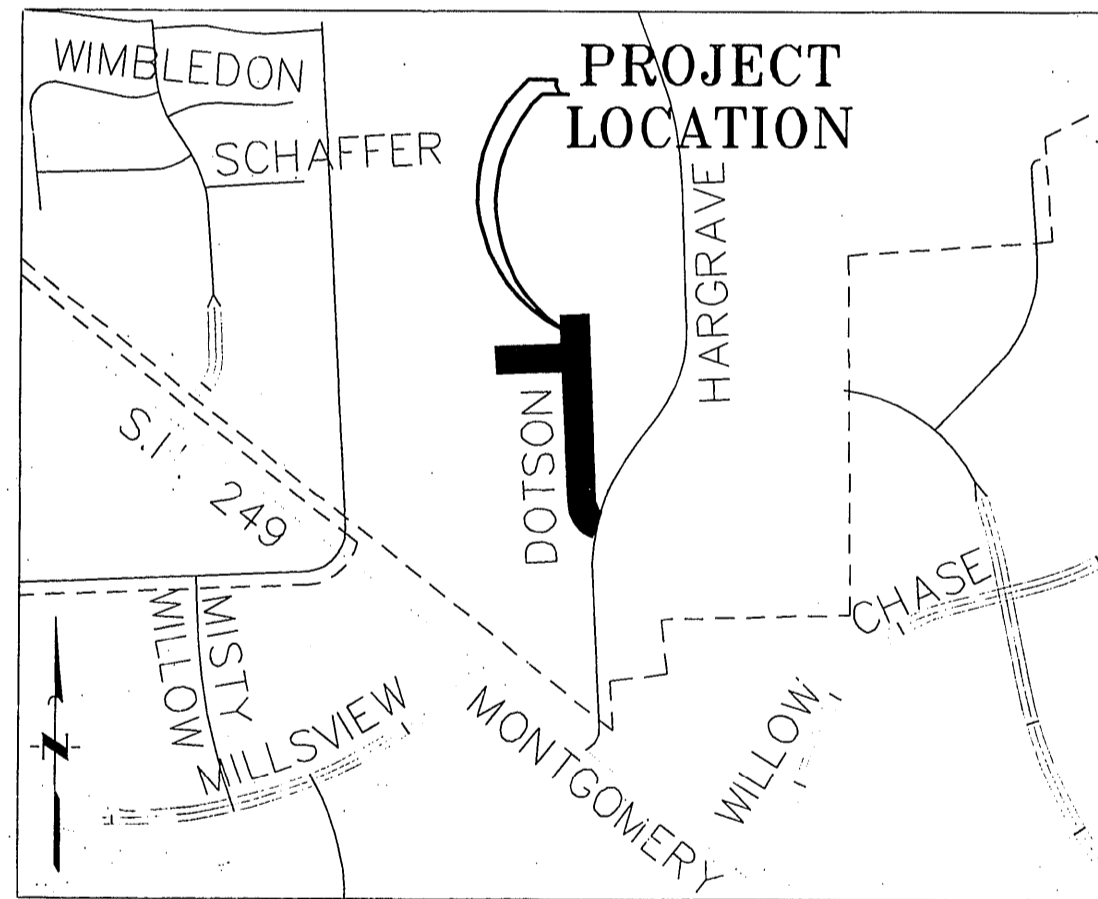 WIMBLEDON
PROJECT
LOCATION
SCHAFFER
HARGRAVE
DOTSON
249
CHASE
WILLOW
MISTY
MILLSVIEW
MONTGOMERY
WILLOW
N